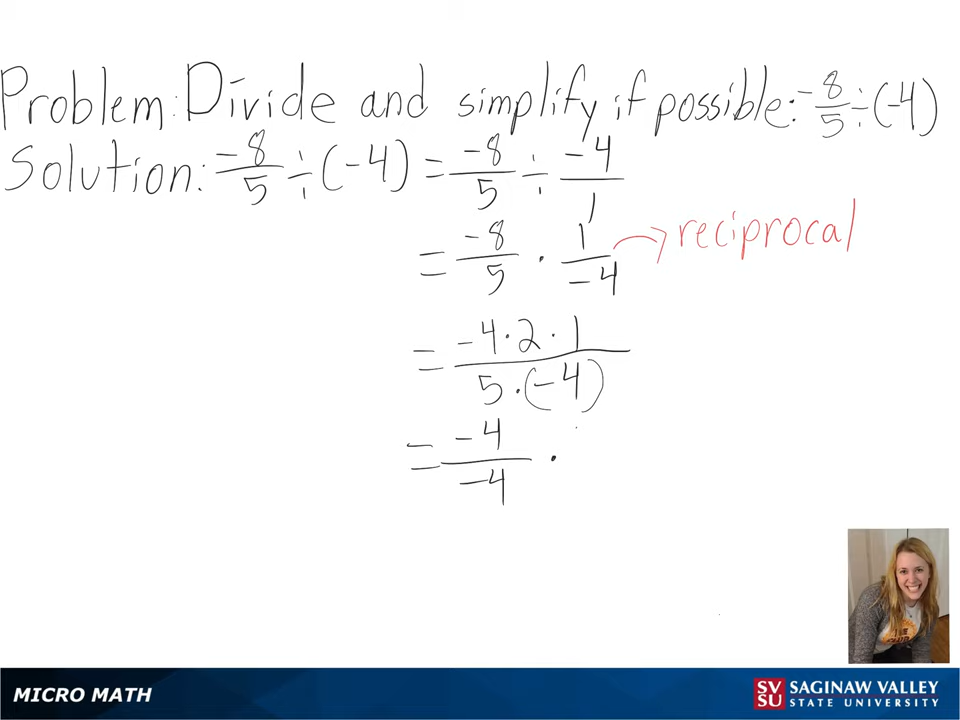 Problem: Divide and simplify if possible: -8/5 ÷ (-4)
Solution: -8/5 ÷ (-4) = -8/5 ÷ -4/1
= -8/5 · 1/-4 → reciprocal
= -4·2·1/5·(-4)
= -4/-4 ·
MICRO MATH
SVSU SAGINAW VALLEY
STATE UNIVERSITY